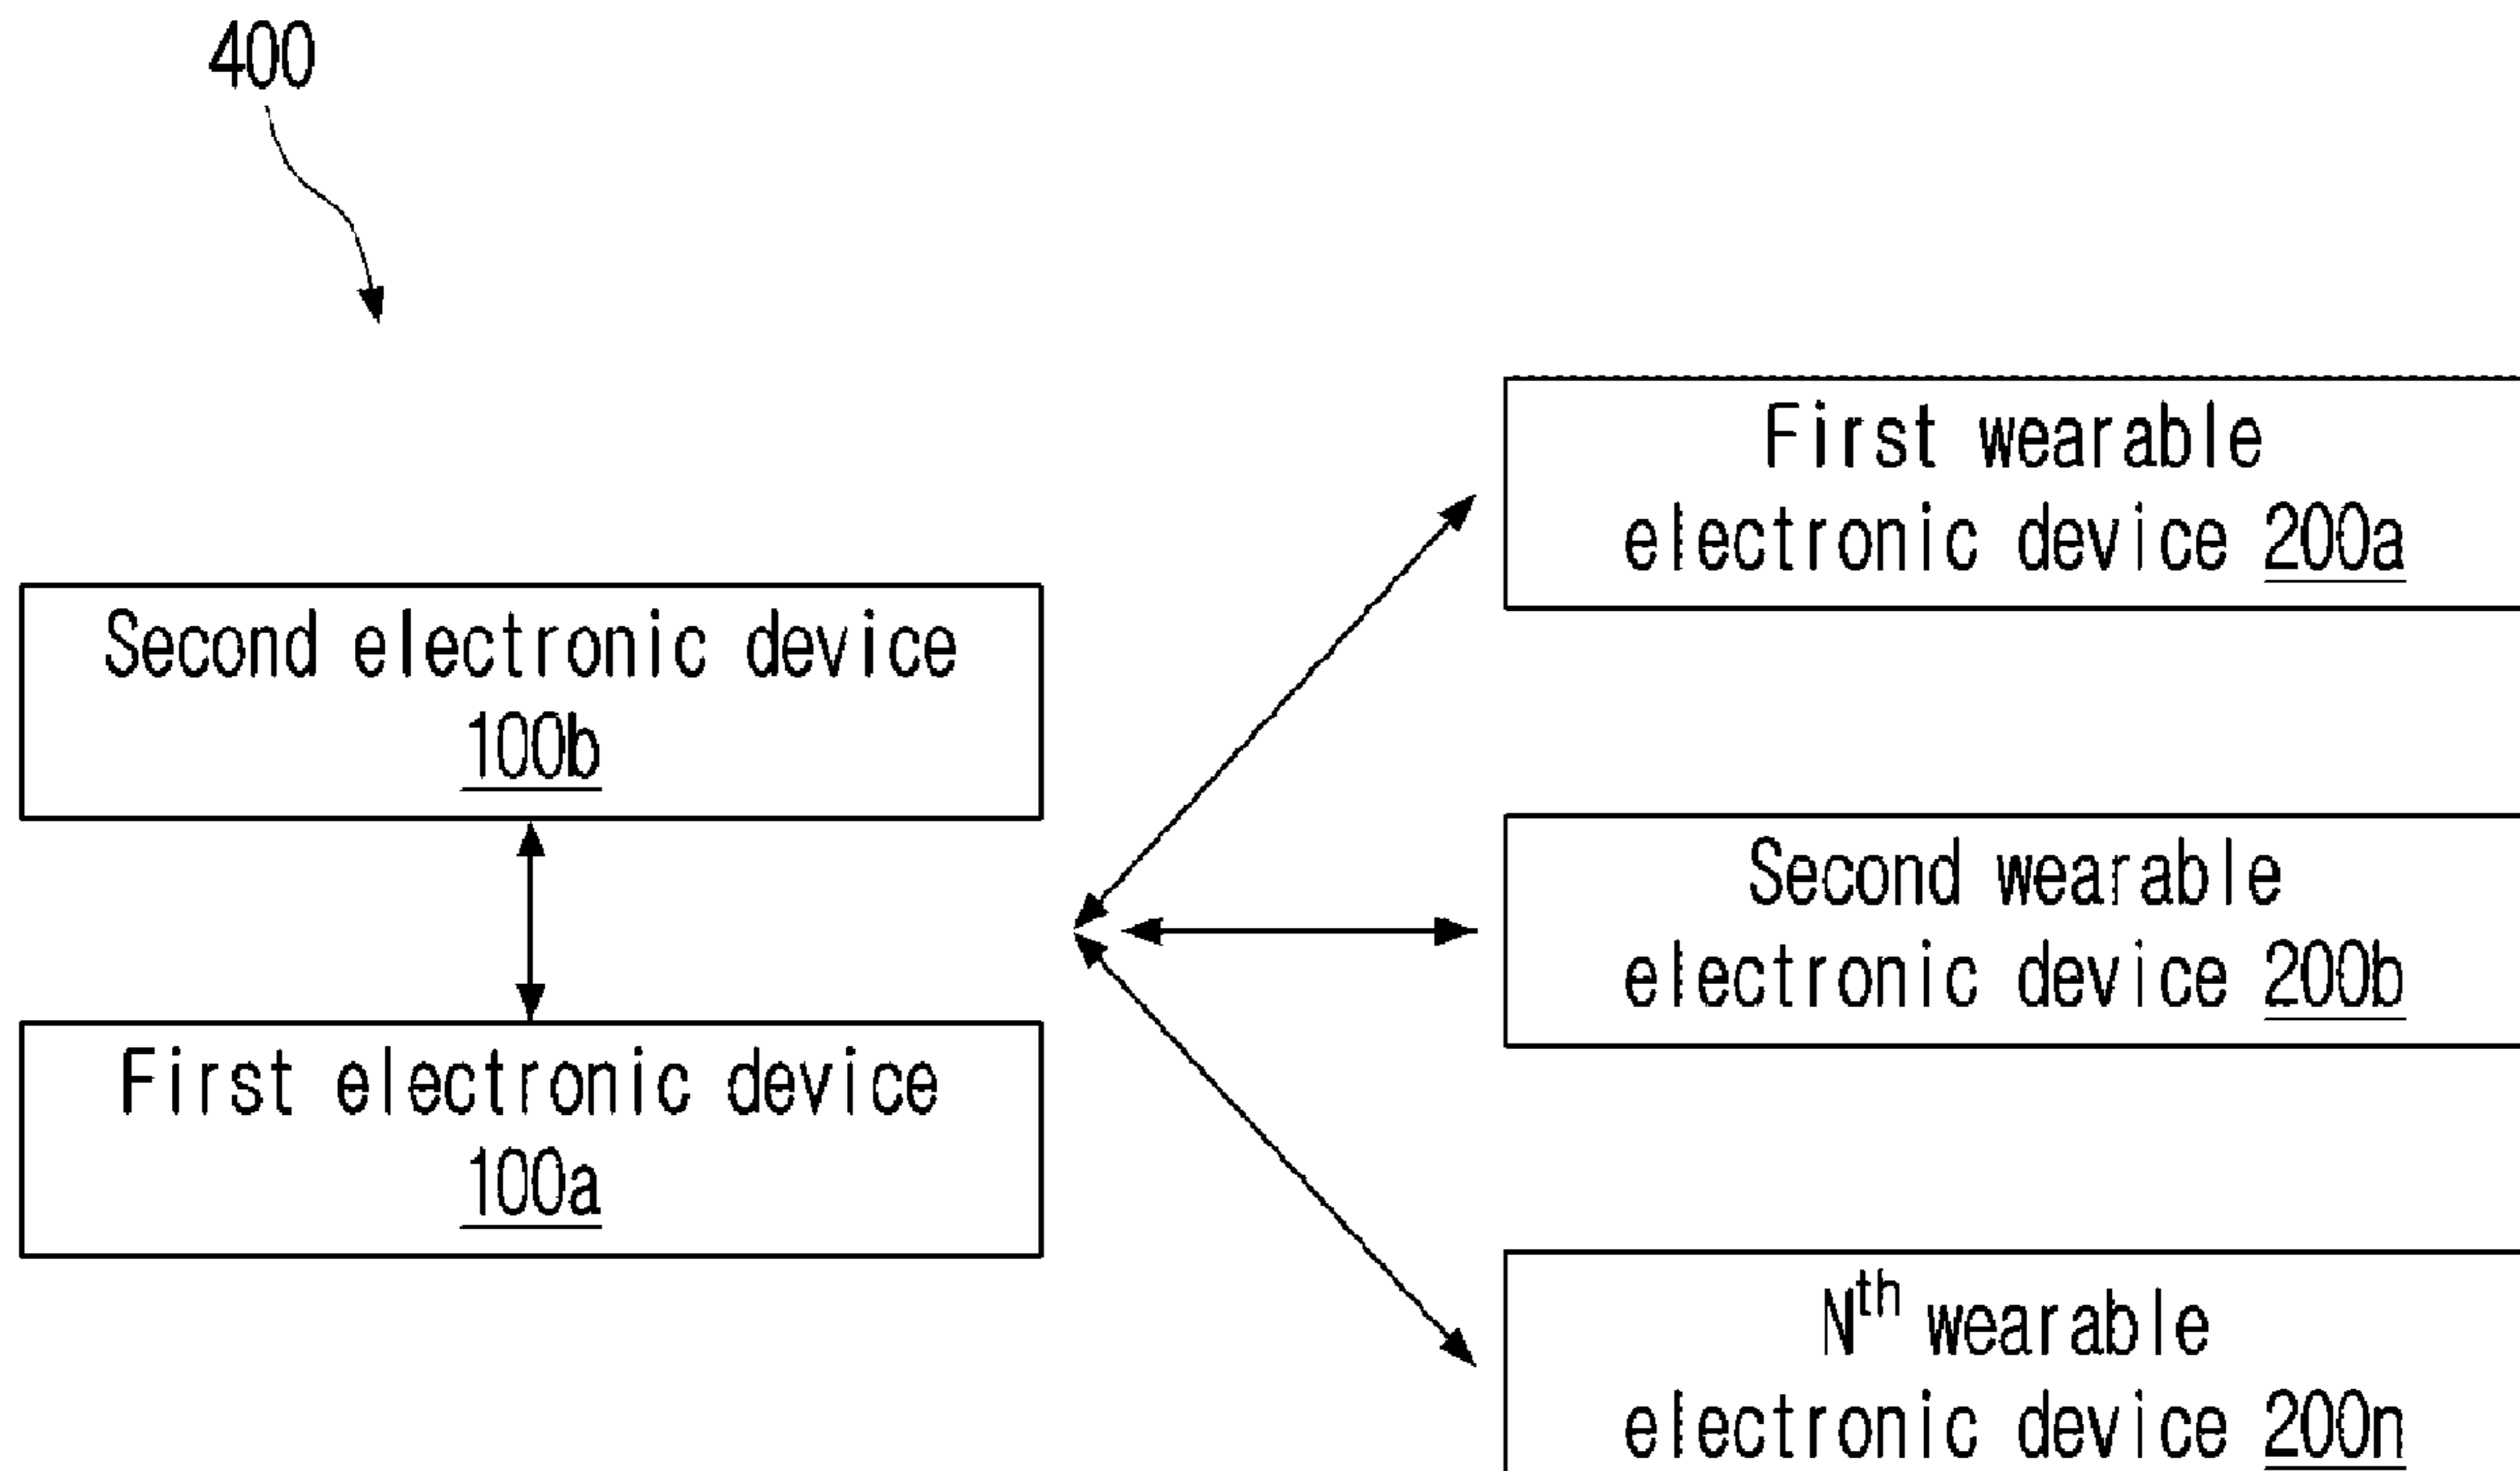 400
First wearable
electronic device 200a
Second electronic device
100b
Second wearable
electronic device 200b
First electronic device
100a
Nth wearable
electronic device 200n